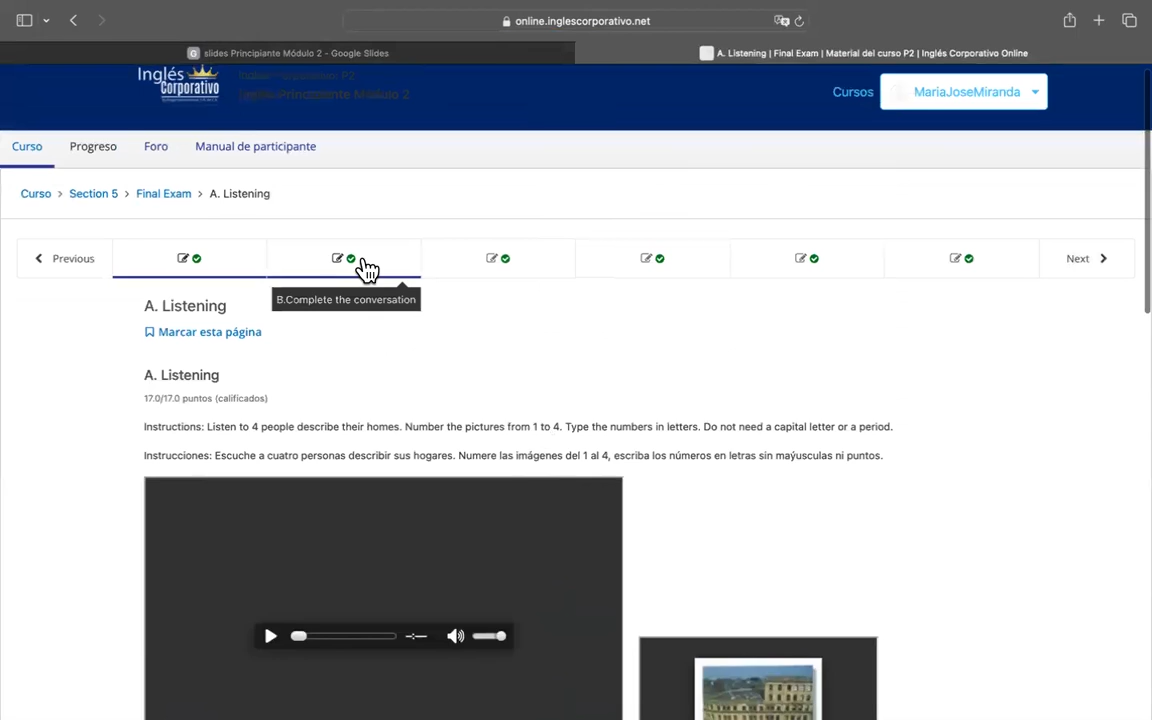 online.inglescorporativo.net
slides Principiante Módulo 2 - Google Slides
A. Listening | Final Exam | Material del curso P2 | Inglés Corporativo Online
Inglés
Corporativo
Inglés Principiante Módulo 2
Cursos
MariaJoseMiranda
Curso
Progreso
Foro
Manual de participante
Curso > Section 5 > Final Exam > A. Listening
Previous
Next
B.Complete the conversation
A. Listening
Marcar esta página
A. Listening
17.0/17.0 puntos (calificados)
Instructions: Listen to 4 people describe their homes. Number the pictures from 1 to 4. Type the numbers in letters. Do not need a capital letter or a period.
Instrucciones: Escuche a cuatro personas describir sus hogares. Numere las imágenes del 1 al 4, escriba los números en letras sin maýusculas ni puntos.